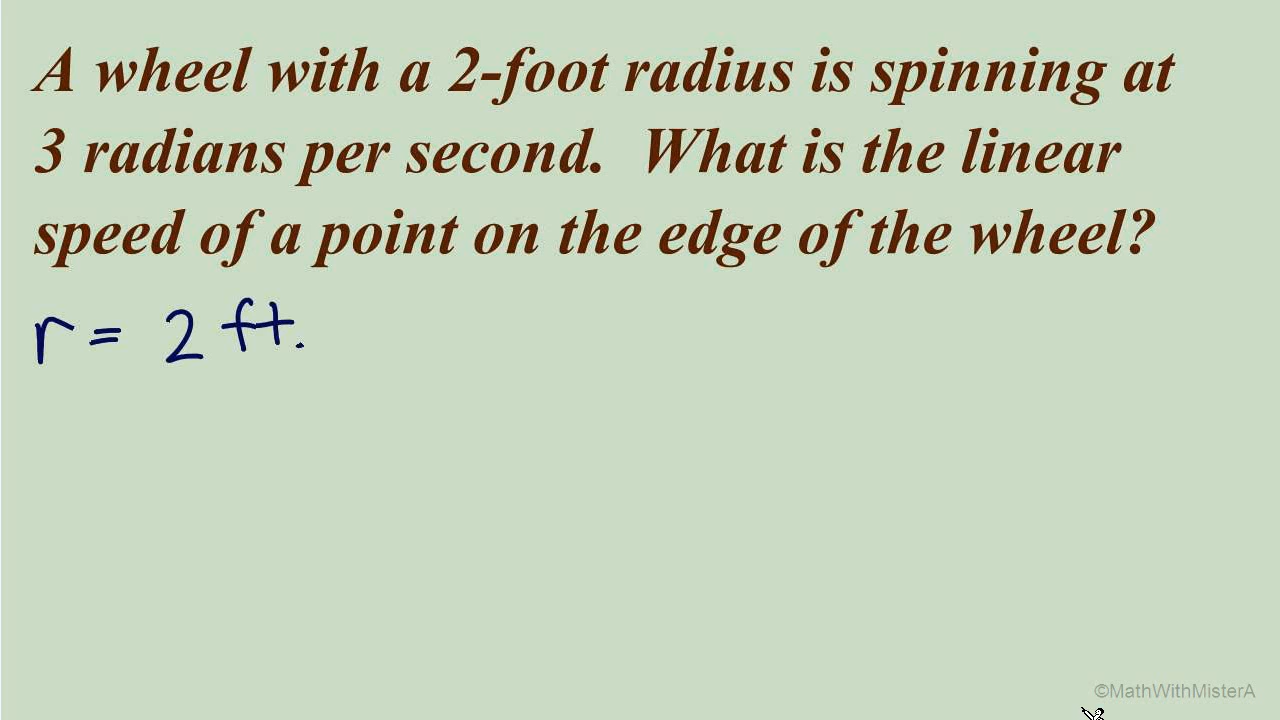 A wheel with a 2-foot radius is spinning at
3 radians per second. What is the linear
speed of a point on the edge of the wheel?
r = 2 ft.
©MathWithMisterA